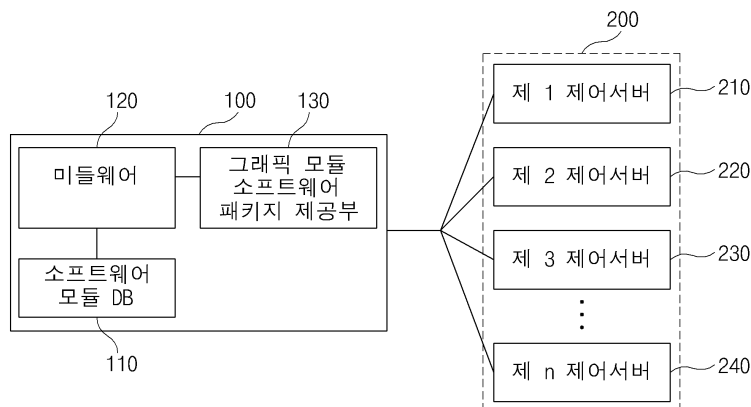 200
제 1 제어서버
210
120
100
130
미들웨어
그래픽 모듈
소프트웨어
패키지 제공부
제 2 제어서버
220
제 3 제어서버
230
소프트웨어
모듈 DB
110
제 n 제어서버
240